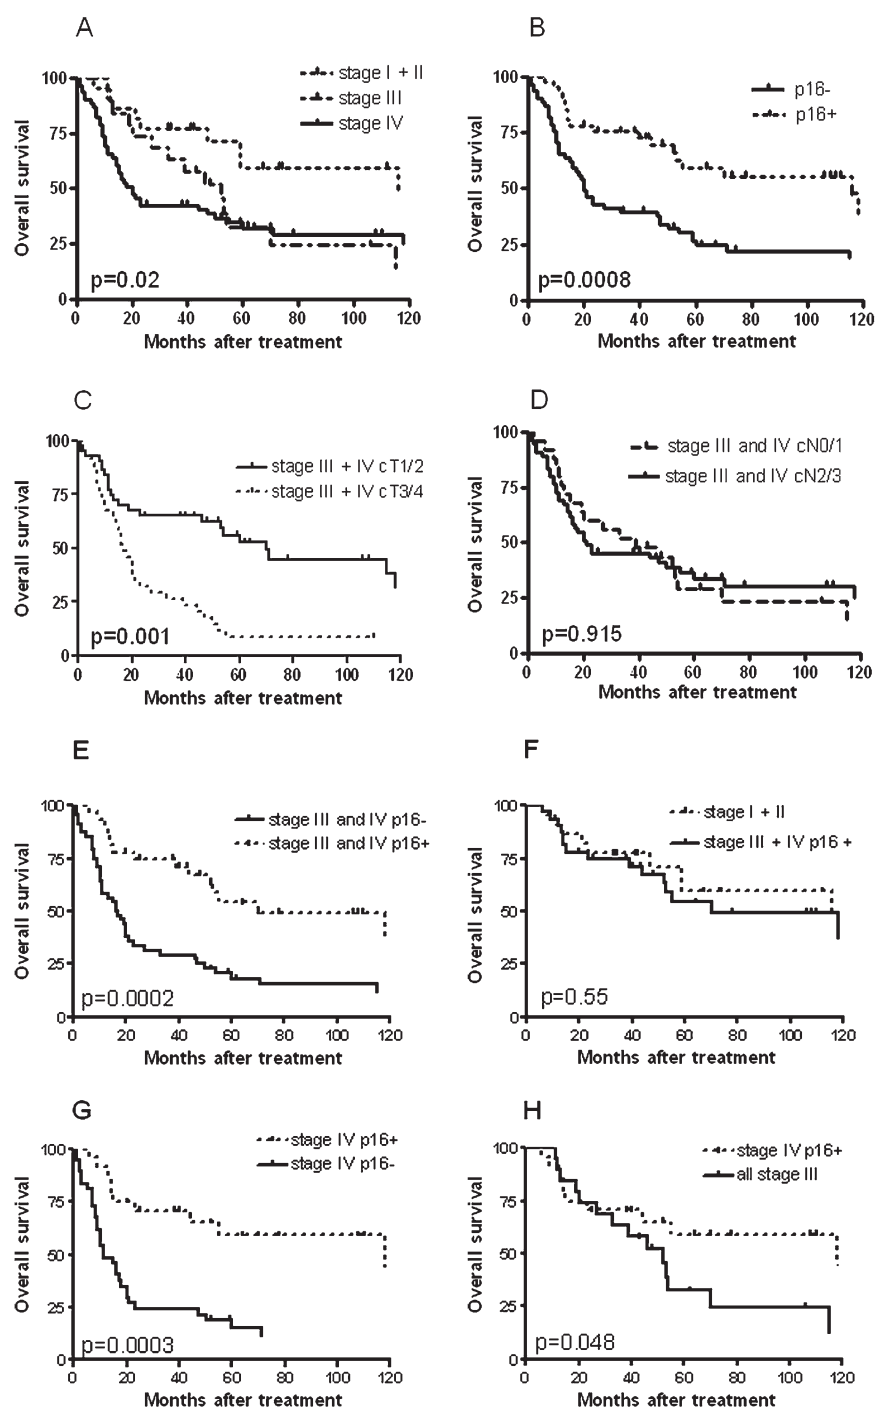 A
stage I + II
stage III
stage IV
100
75
50
25
0
Overall survival
p=0.02
0 20 40 60 80 100 120
Months after treatment
B
p16-
p16+
100
75
50
25
0
Overall survival
p=0.0008
0 20 40 60 80 100 120
Months after treatment
C
stage III + IV cT1/2
stage III + IV cT3/4
100
75
50
25
0
Overall survival
p=0.001
0 20 40 60 80 100 120
Months after treatment
D
stage III and IV cN0/1
stage III and IV cN2/3
100
75
50
25
0
Overall survival
p=0.915
0 20 40 60 80 100 120
Months after treatment
E
stage III and IV p16-
stage III and IV p16+
100
75
50
25
0
Overall survival
p=0.0002
0 20 40 60 80 100 120
Months after treatment
F
stage I + II
stage III + IV p16 +
100
75
50
25
0
Overall survival
p=0.55
0 20 40 60 80 100 120
Months after treatment
G
stage IV p16+
stage IV p16-
100
75
50
25
0
Overall survival
p=0.0003
0 20 40 60 80 100 120
Months after treatment
H
stage IV p16+
all stage III
100
75
50
25
0
Overall survival
p=0.048
0 20 40 60 80 100 120
Months after treatment